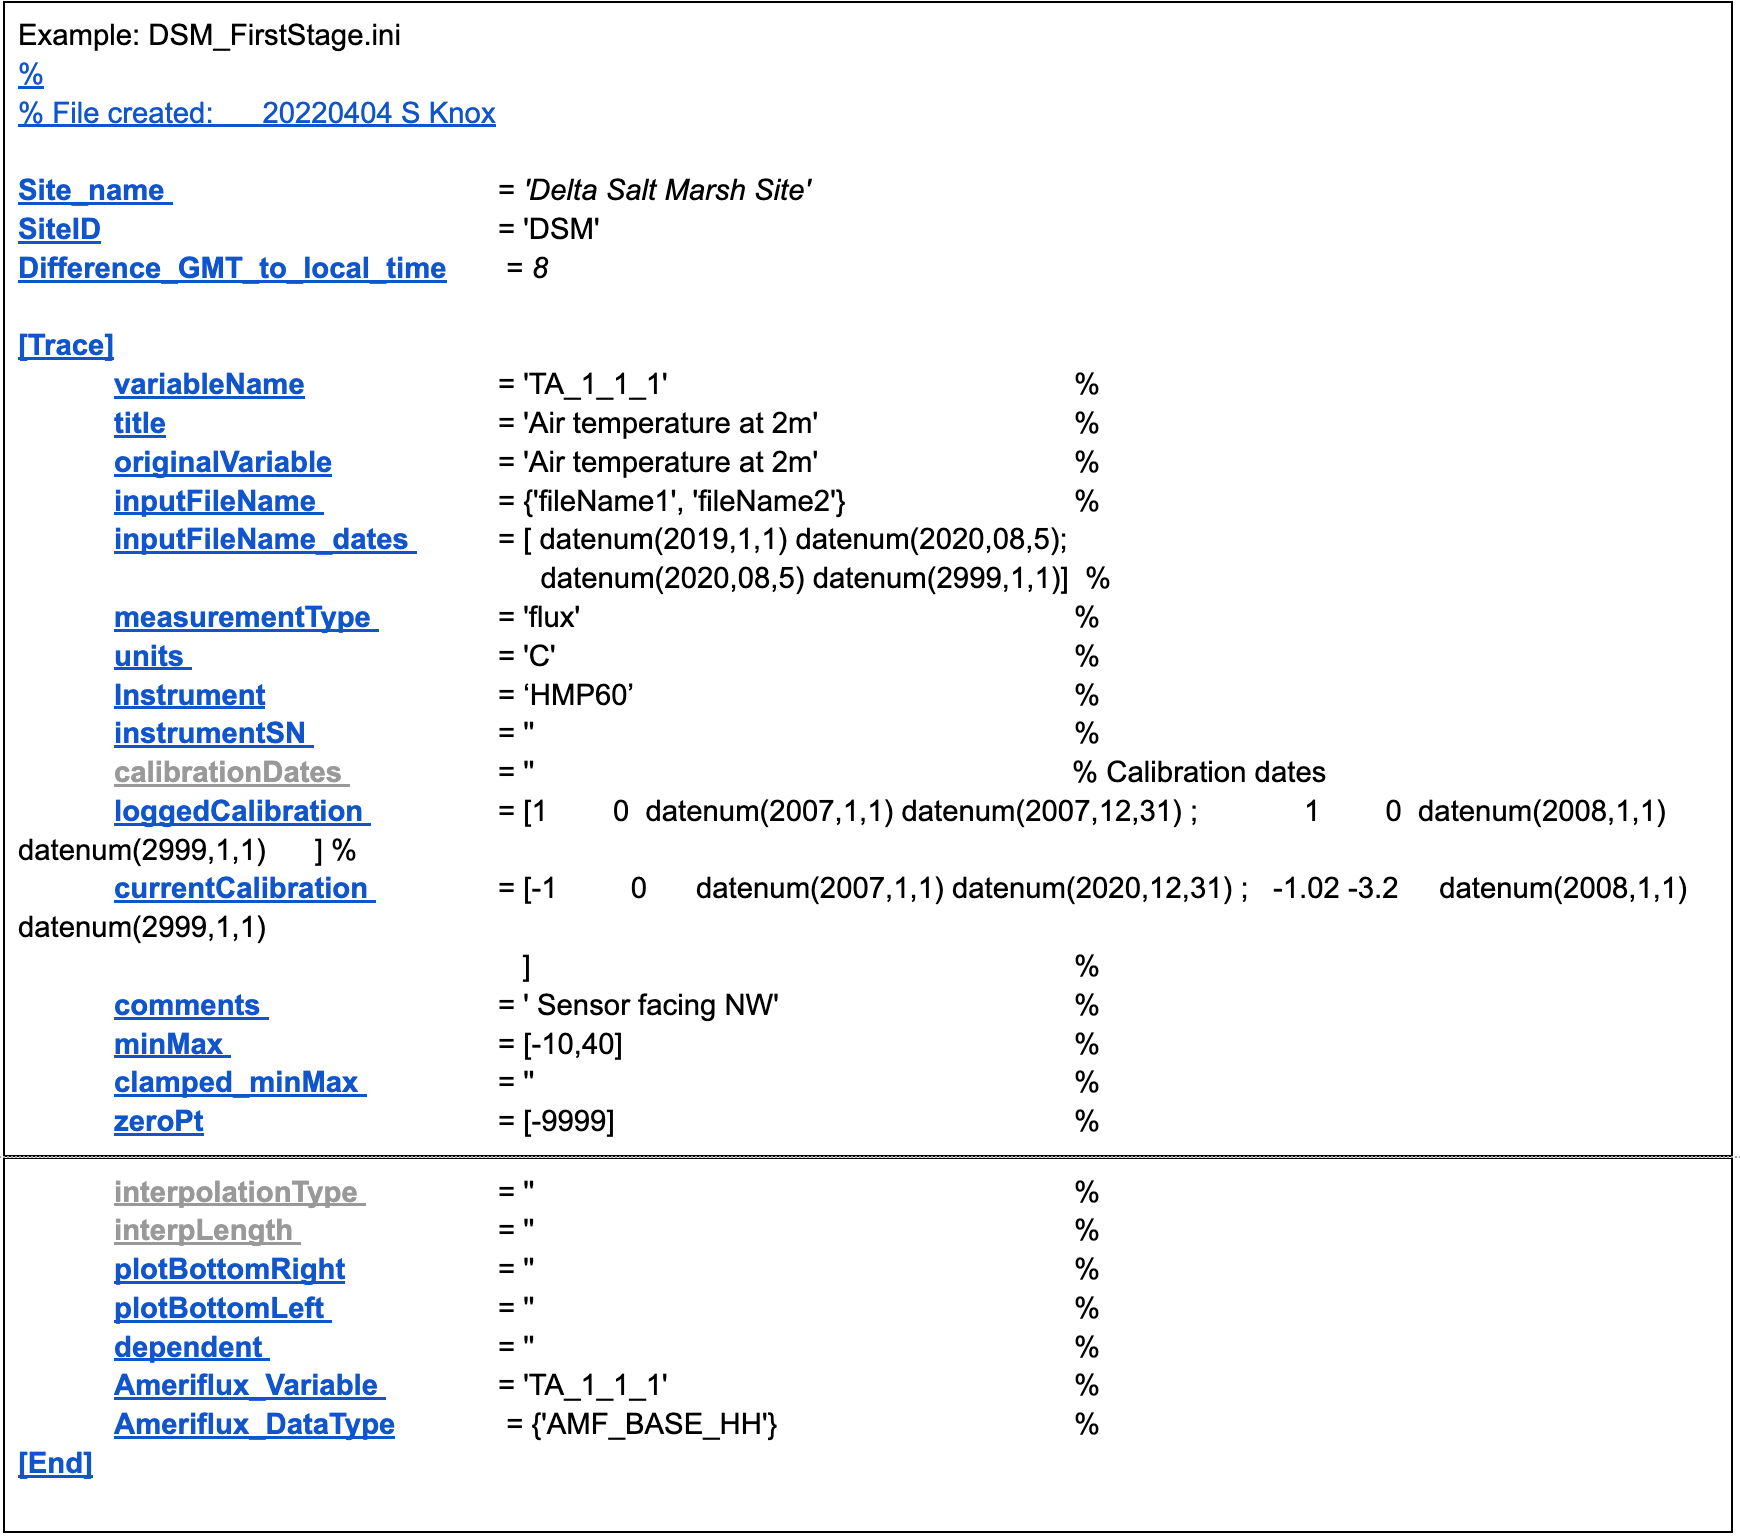 Example: DSM_FirstStage.ini
%
% File created:      20220404 S Knox
Site_name = 'Delta Salt Marsh Site'
SiteID = 'DSM'
Difference_GMT_to_local_time = 8
[Trace]
variableName = 'TA_1_1_1' %
title = 'Air temperature at 2m' %
originalVariable = 'Air temperature at 2m' %
inputFileName = {'fileName1', 'fileName2'} %
inputFileName_dates = [ datenum(2019,1,1) datenum(2020,08,5);
datenum(2020,08,5) datenum(2999,1,1)] %
measurementType = 'flux' %
units = 'C' %
Instrument = ‘HMP60’ %
instrumentSN = '' %
calibrationDates = '' % Calibration dates
loggedCalibration = [1 0 datenum(2007,1,1) datenum(2007,12,31) ; 1 0 datenum(2008,1,1)
datenum(2999,1,1) ] %
currentCalibration = [-1 0 datenum(2007,1,1) datenum(2020,12,31) ; -1.02 -3.2 datenum(2008,1,1)
datenum(2999,1,1)
] %
comments = ' Sensor facing NW' %
minMax = [-10,40] %
clamped_minMax = '' %
zeroPt = [-9999] %
interpolationType = '' %
interpLength = '' %
plotBottomRight = '' %
plotBottomLeft = '' %
dependent = '' %
Ameriflux_Variable = 'TA_1_1_1' %
Ameriflux_DataType = {'AMF_BASE_HH'} %
[End]